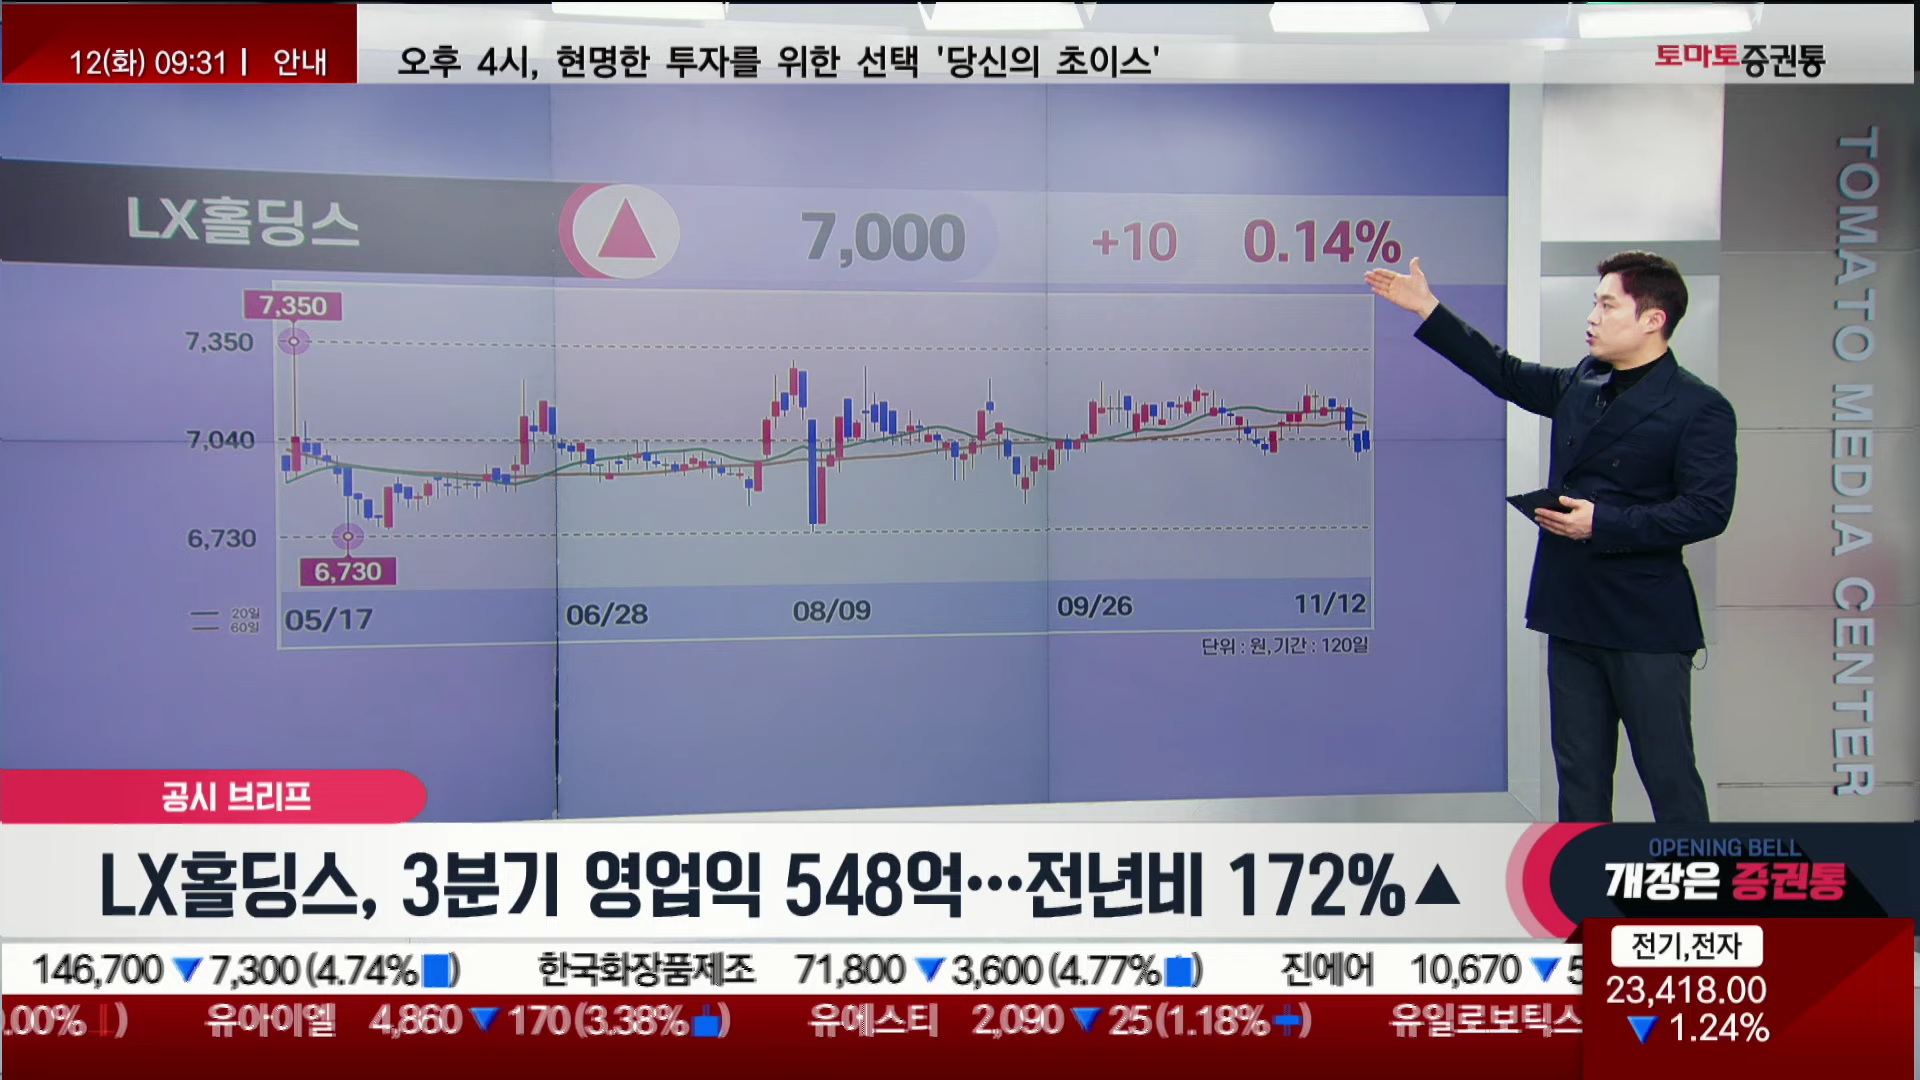 12(화) 09:31 | 안내
오후 4시, 현명한 투자를 위한 선택 '당신의 초이스'
토마토증권통
LX홀딩스 ▲ 7,000 +10 0.14%
7,350
7,350
7,040
6,730
6,730
20일
60일
05/17 06/28 08/09 09/26 11/12
단위 : 원,기간 : 120일
TOMATO MEDIA CENTER
공시 브리프
LX홀딩스, 3분기 영업익 548억…전년비 172%▲
OPENING BELL
개장은 증권통
146,700 ▼ 7,300 (4.74%) 한국화장품제조 71,800 ▼ 3,600 (4.77%) 진에어 10,670 ▼ 5
.00% ) 유아이엘 4,860 ▼ 170 (3.38%) 유에스티 2,090 ▼ 25 (1.18%) 유일로보틱스
전기,전자
23,418.00
▼ 1.24%